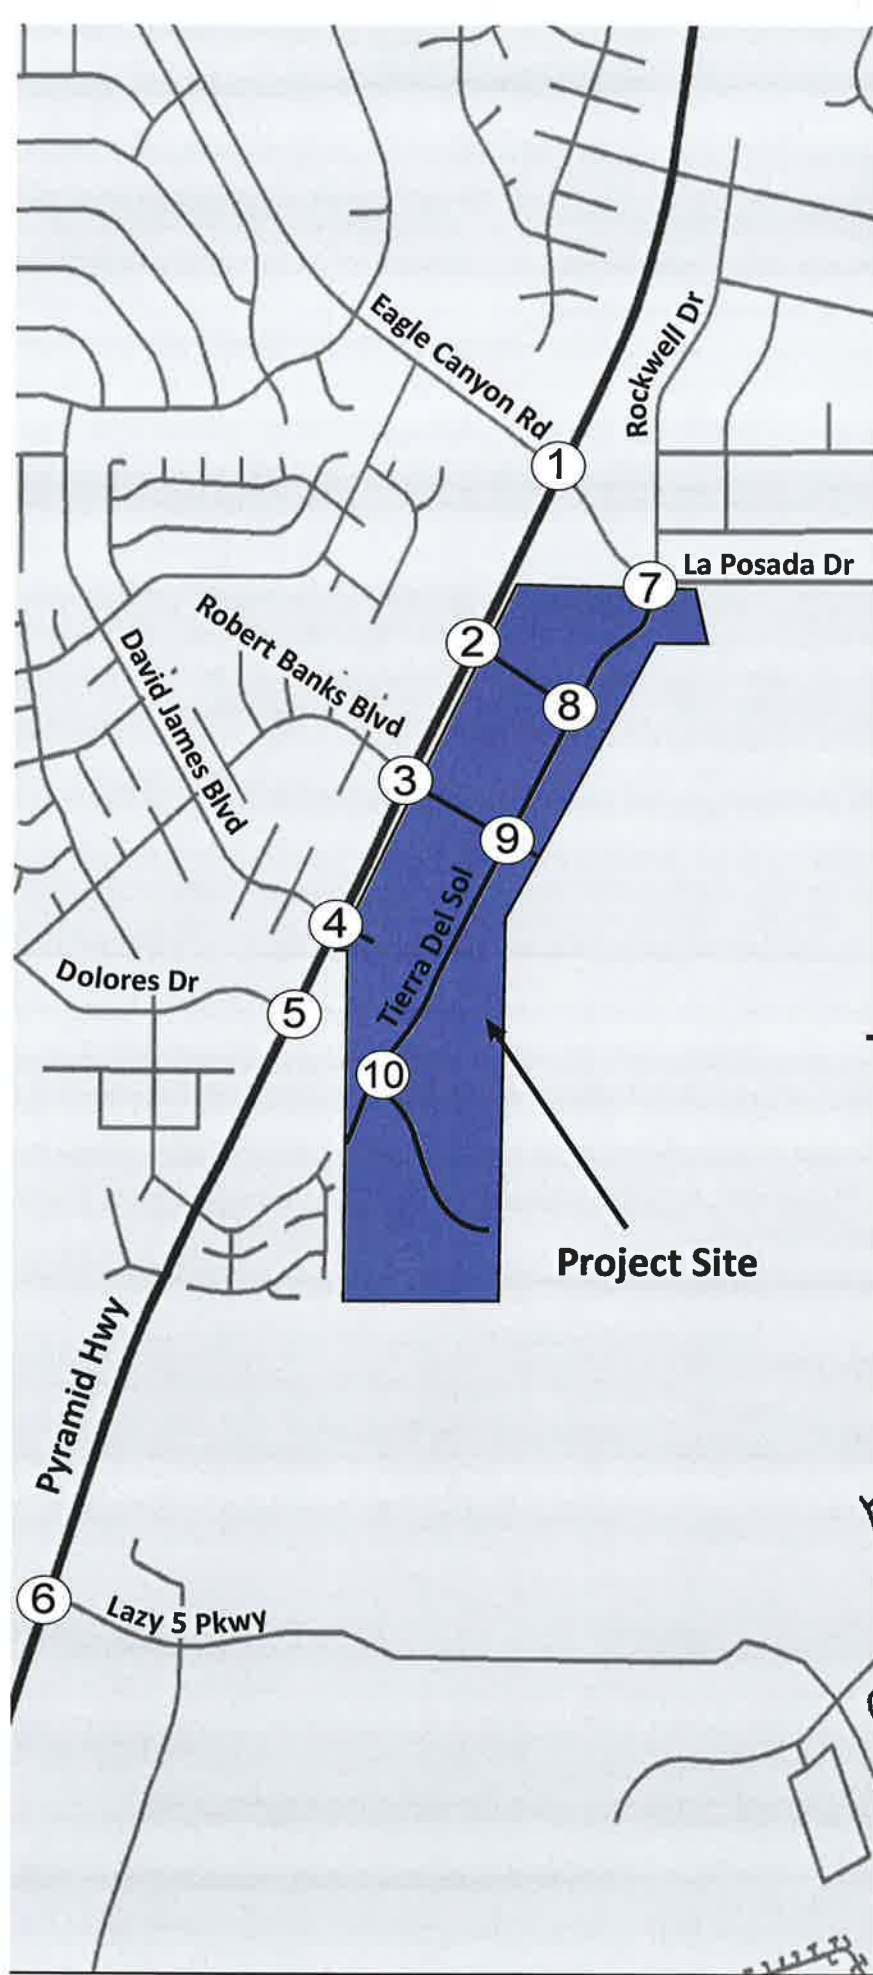 Eagle Canyon Rd
Rockwell Dr
1
La Posada Dr
7
Robert Banks Blvd
2
David James Blvd
8
3
9
Tierra Del Sol
4
Dolores Dr
5
10
Project Site
Pyramid Hwy
6
Lazy 5 Pkwy